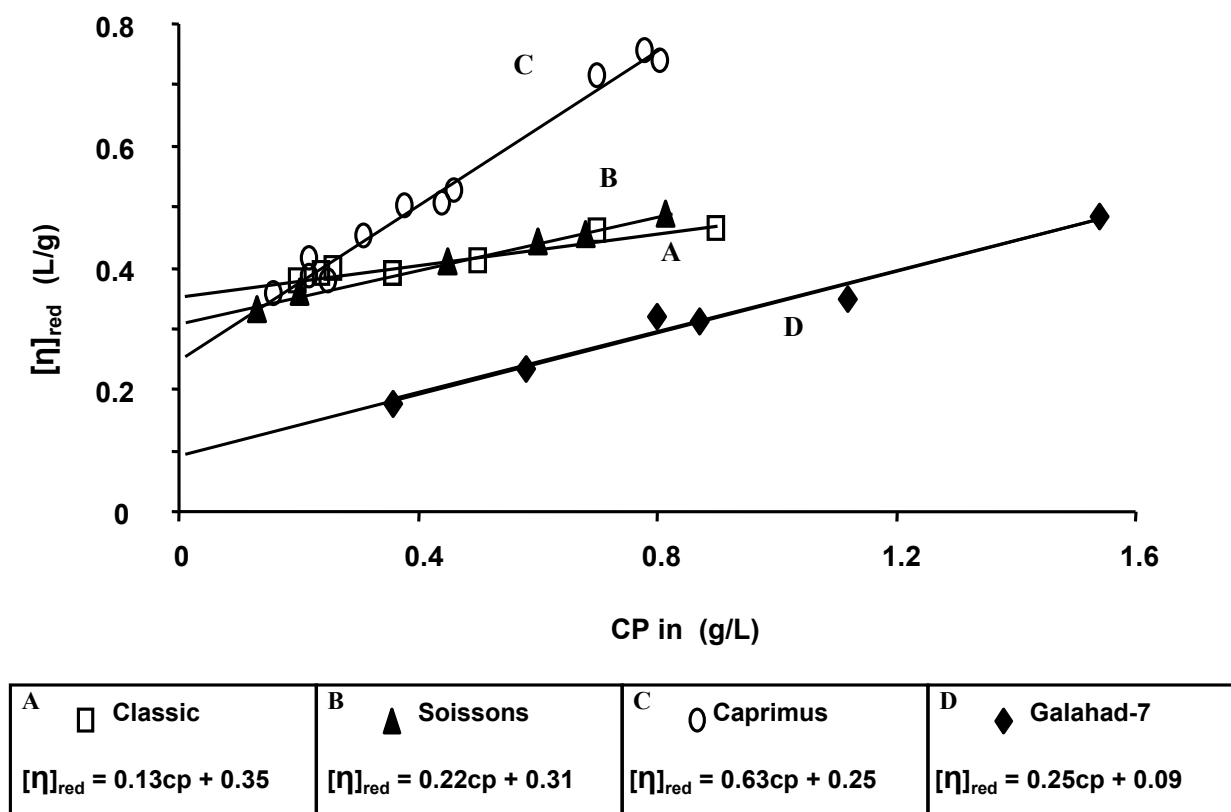 0.8
0.6
0.4
0.2
0
[η]red (L/g)
C
B
A
D
0 0.4 0.8 1.2 1.6
CP in (g/L)
A Classic
[η]red = 0.13cp + 0.35
B Soissons
[η]red = 0.22cp + 0.31
C Caprimus
[η]red = 0.63cp + 0.25
D Galahad-7
[η]red = 0.25cp + 0.09